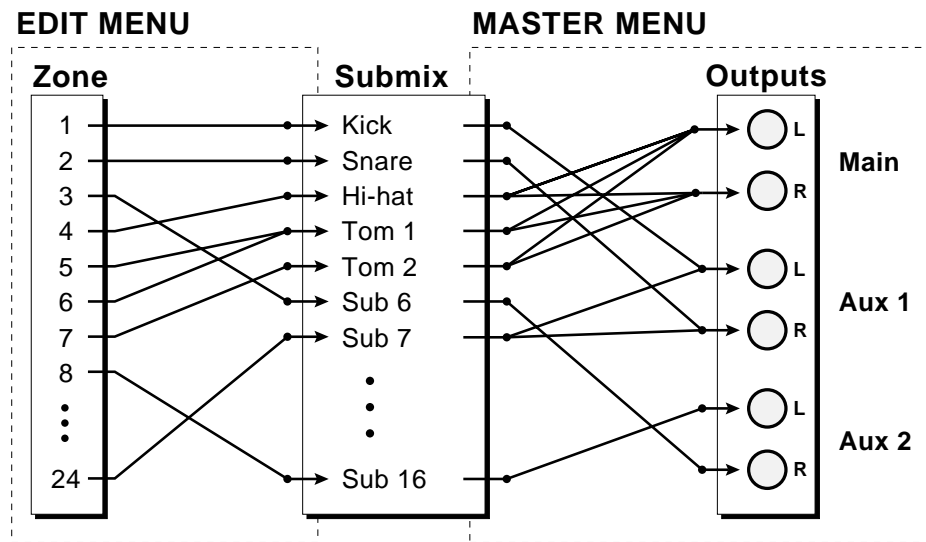 EDIT MENU
MASTER MENU
Zone
Submix
Outputs
1
2
3
4
5
6
7
8
24
Kick
Snare
Hi-hat
Tom 1
Tom 2
Sub 6
Sub 7
Sub 16
L
R
Main
L
R
Aux 1
L
R
Aux 2